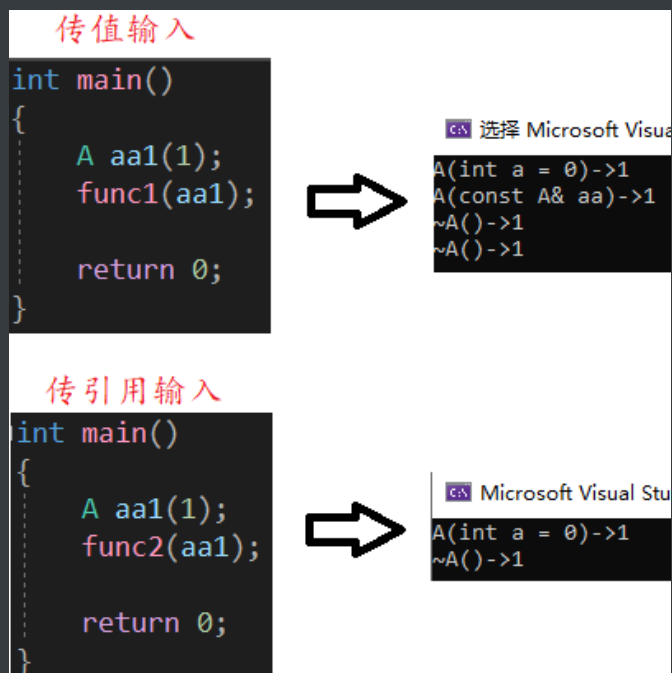 传值输入
int main()
{
A aa1(1);
func1(aa1);
return 0;
}
选择 Microsoft Visua
A(int a = 0)->1
A(const A& aa)->1
~A()->1
~A()->1
传引用输入
int main()
{
A aa1(1);
func2(aa1);
return 0;
}
Microsoft Visual Stu
A(int a = 0)->1
~A()->1